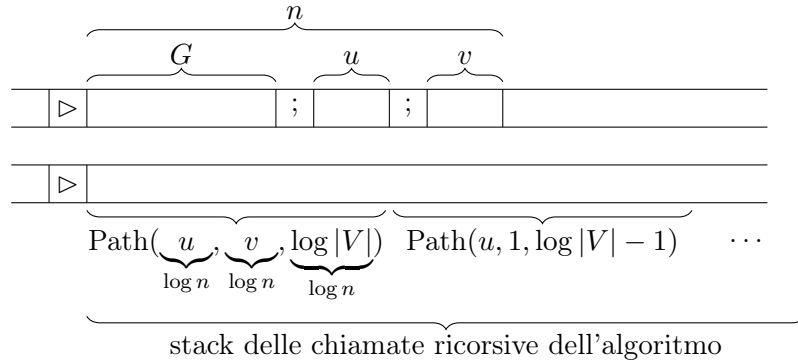 n
G u v
▷ ; ;
▷
Path(u, v, log |V|) Path(u, 1, log |V| − 1) ⋯
log n log n log n
stack delle chiamate ricorsive dell'algoritmo